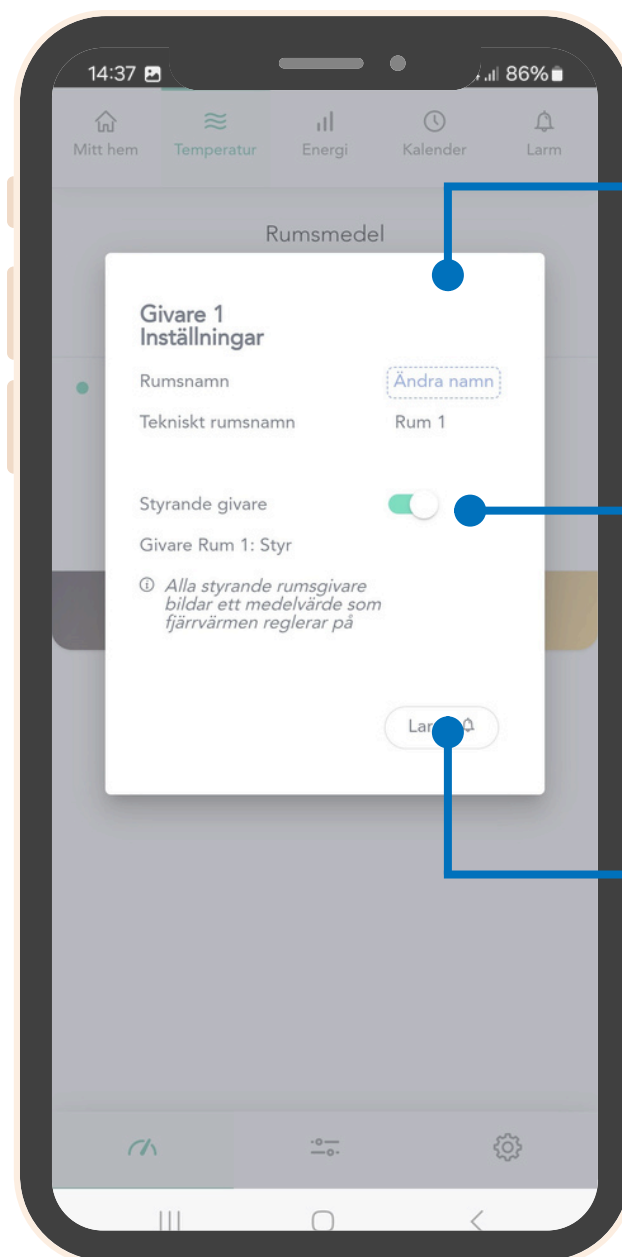 14:37 86%
Mitt hem Temperatur Energi Kalender Larm
Rumsmedel
Givare 1
Inställningar
Rumsnamn Ändra namn
Tekniskt rumsnamn Rum 1
Styrande givare
Givare Rum 1: Styr
Alla styrande rumsgivare
bildar ett medelvärde som
fjärrvärmen reglerar på